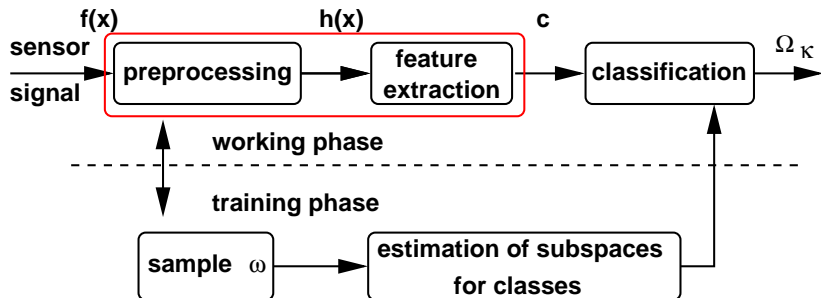 f(x) h(x) c
sensor
signal
preprocessing
feature
extraction
classification
Ω κ
working phase
training phase
sample ω
estimation of subspaces
for classes